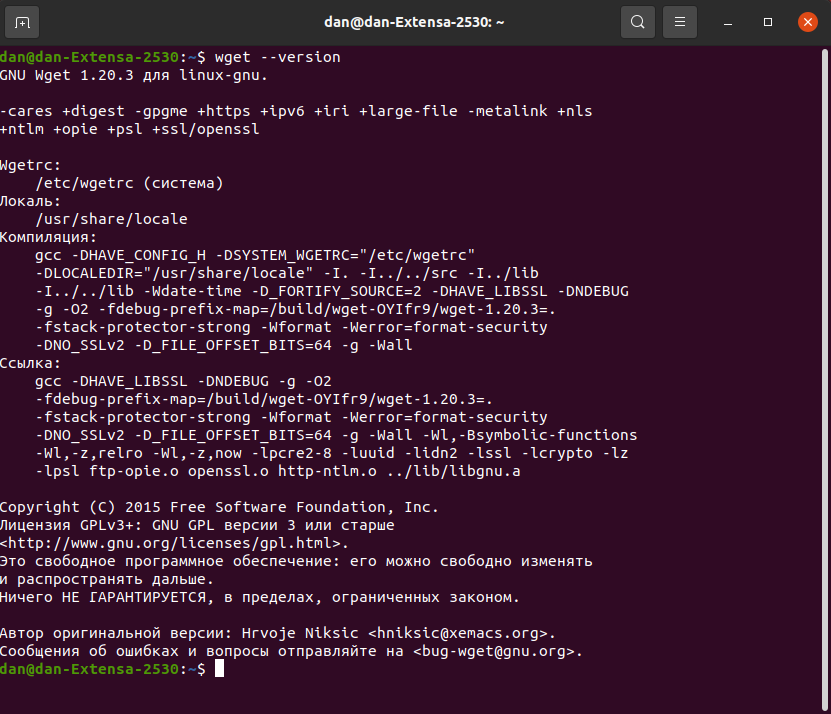 dan@dan-Extensa-2530: ~
dan@dan-Extensa-2530:~$ wget --version
GNU Wget 1.20.3 для linux-gnu.
-cares +digest -gpgme +https +ipv6 +iri +large-file -metalink +nls
+ntlm +opie +psl +ssl/openssl
Wgetrc:
    /etc/wgetrc (система)
Локаль:
    /usr/share/locale
Компиляция:
    gcc -DHAVE_CONFIG_H -DSYSTEM_WGETRC="/etc/wgetrc"
    -DLOCALEDIR="/usr/share/locale" -I. -I../../src -I../lib
    -I../../lib -Wdate-time -D_FORTIFY_SOURCE=2 -DHAVE_LIBSSL -DNDEBUG
    -g -O2 -fdebug-prefix-map=/build/wget-OYIfr9/wget-1.20.3=.
    -fstack-protector-strong -Wformat -Werror=format-security
    -DNO_SSLv2 -D_FILE_OFFSET_BITS=64 -g -Wall
Ссылка:
    gcc -DHAVE_LIBSSL -DNDEBUG -g -O2
    -fdebug-prefix-map=/build/wget-OYIfr9/wget-1.20.3=.
    -fstack-protector-strong -Wformat -Werror=format-security
    -DNO_SSLv2 -D_FILE_OFFSET_BITS=64 -g -Wall -Wl,-Bsymbolic-functions
    -Wl,-z,relro -Wl,-z,now -lpcre2-8 -luuid -lidn2 -lssl -lcrypto -lz
    -lpsl ftp-opie.o openssl.o http-ntlm.o ../lib/libgnu.a
Copyright (C) 2015 Free Software Foundation, Inc.
Лицензия GPLv3+: GNU GPL версии 3 или старше
<http://www.gnu.org/licenses/gpl.html>.
Это свободное программное обеспечение: его можно свободно изменять
и распространять дальше.
Ничего НЕ ГАРАНТИРУЕТСЯ, в пределах, ограниченных законом.
Автор оригинальной версии: Hrvoje Niksic <hniksic@xemacs.org>.
Сообщения об ошибках и вопросы отправляйте на <bug-wget@gnu.org>.
dan@dan-Extensa-2530:~$